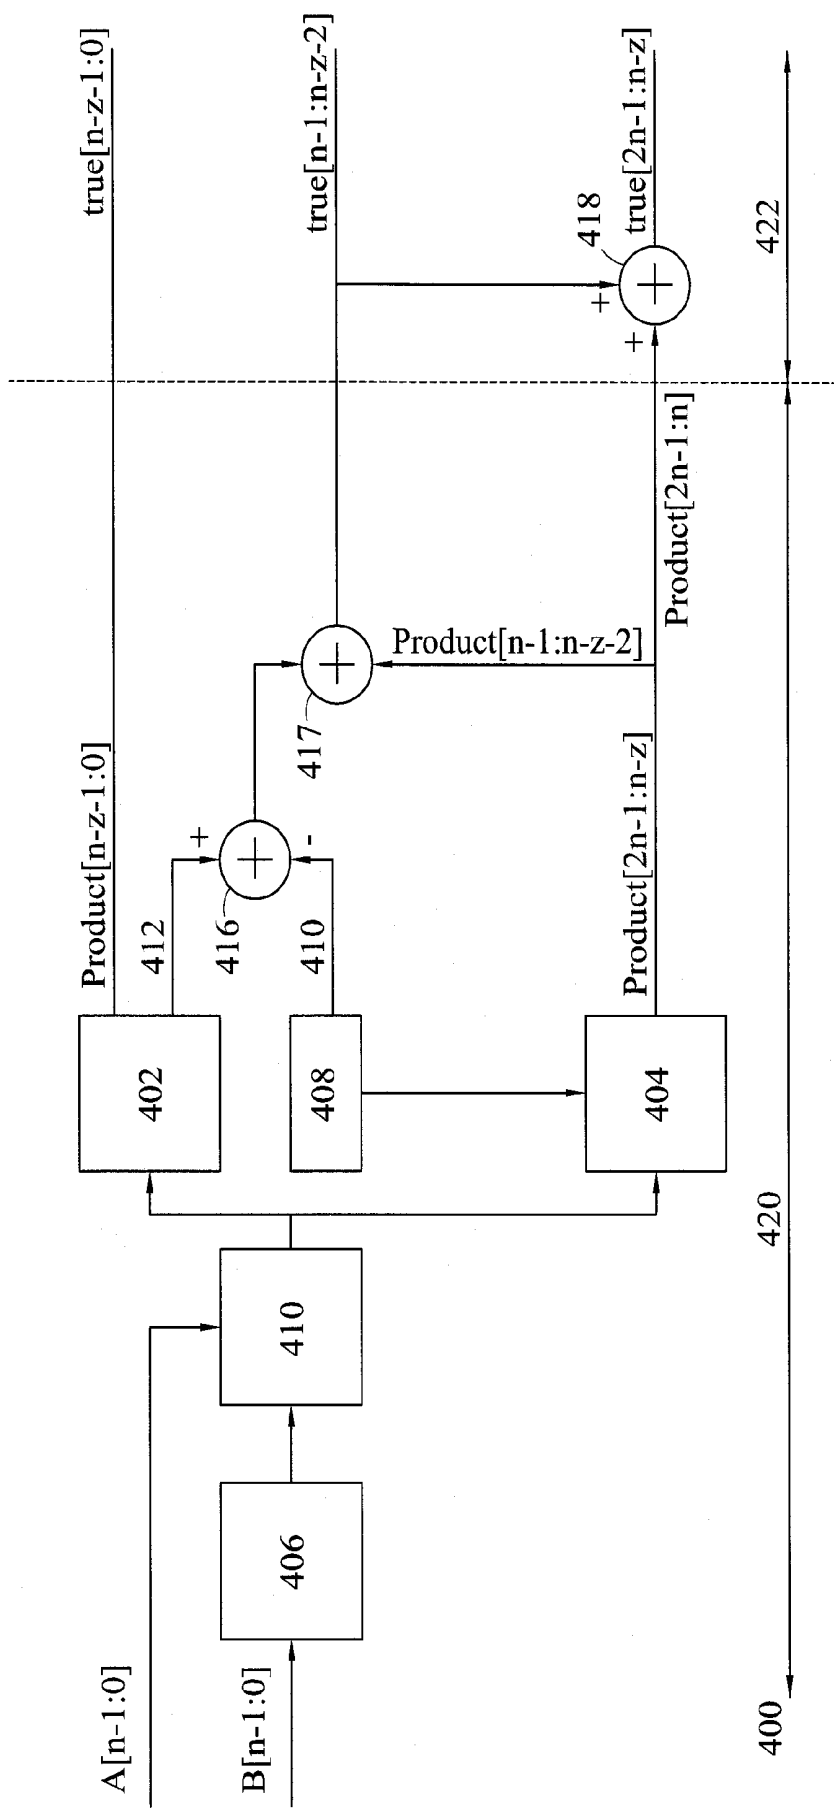 A[n-1:0]
B[n-1:0]
406
410
402
408
404
Product[n-z-1:0]
412
416
+
-
410
417
Product[n-1:n-z-2]
Product[2n-1:n-z]
Product[2n-1:n]
+
+
418
true[n-z-1:0]
true[n-1:n-z-2]
true[2n-1:n-z]
400
420
422